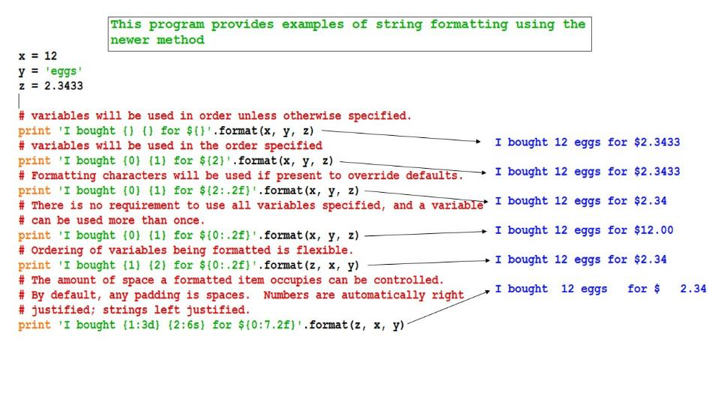 This program provides examples of string formatting using the
newer method
x = 12
y = 'eggs'
z = 2.3433
# variables will be used in order unless otherwise specified.
print 'I bought {} {} for ${}'.format(x, y, z)
I bought 12 eggs for $2.3433
# variables will be used in the order specified
print 'I bought {0} {1} for ${2}'.format(x, y, z)
I bought 12 eggs for $2.3433
# Formatting characters will be used if present to override defaults.
print 'I bought {0} {1} for ${2:.2f}'.format(x, y, z)
I bought 12 eggs for $2.34
# There is no requirement to use all variables specified, and a variable
# can be used more than once.
print 'I bought {0} {1} for ${0:.2f}'.format(x, y, z)
I bought 12 eggs for $12.00
# Ordering of variables being formatted is flexible.
print 'I bought {1} {2} for ${0:.2f}'.format(z, x, y)
I bought 12 eggs for $2.34
# The amount of space a formatted item occupies can be controlled.
# By default, any padding is spaces.  Numbers are automatically right
# justified; strings left justified.
print 'I bought {1:3d} {2:6s} for ${0:7.2f}'.format(z, x, y)
I bought  12 eggs   for $   2.34